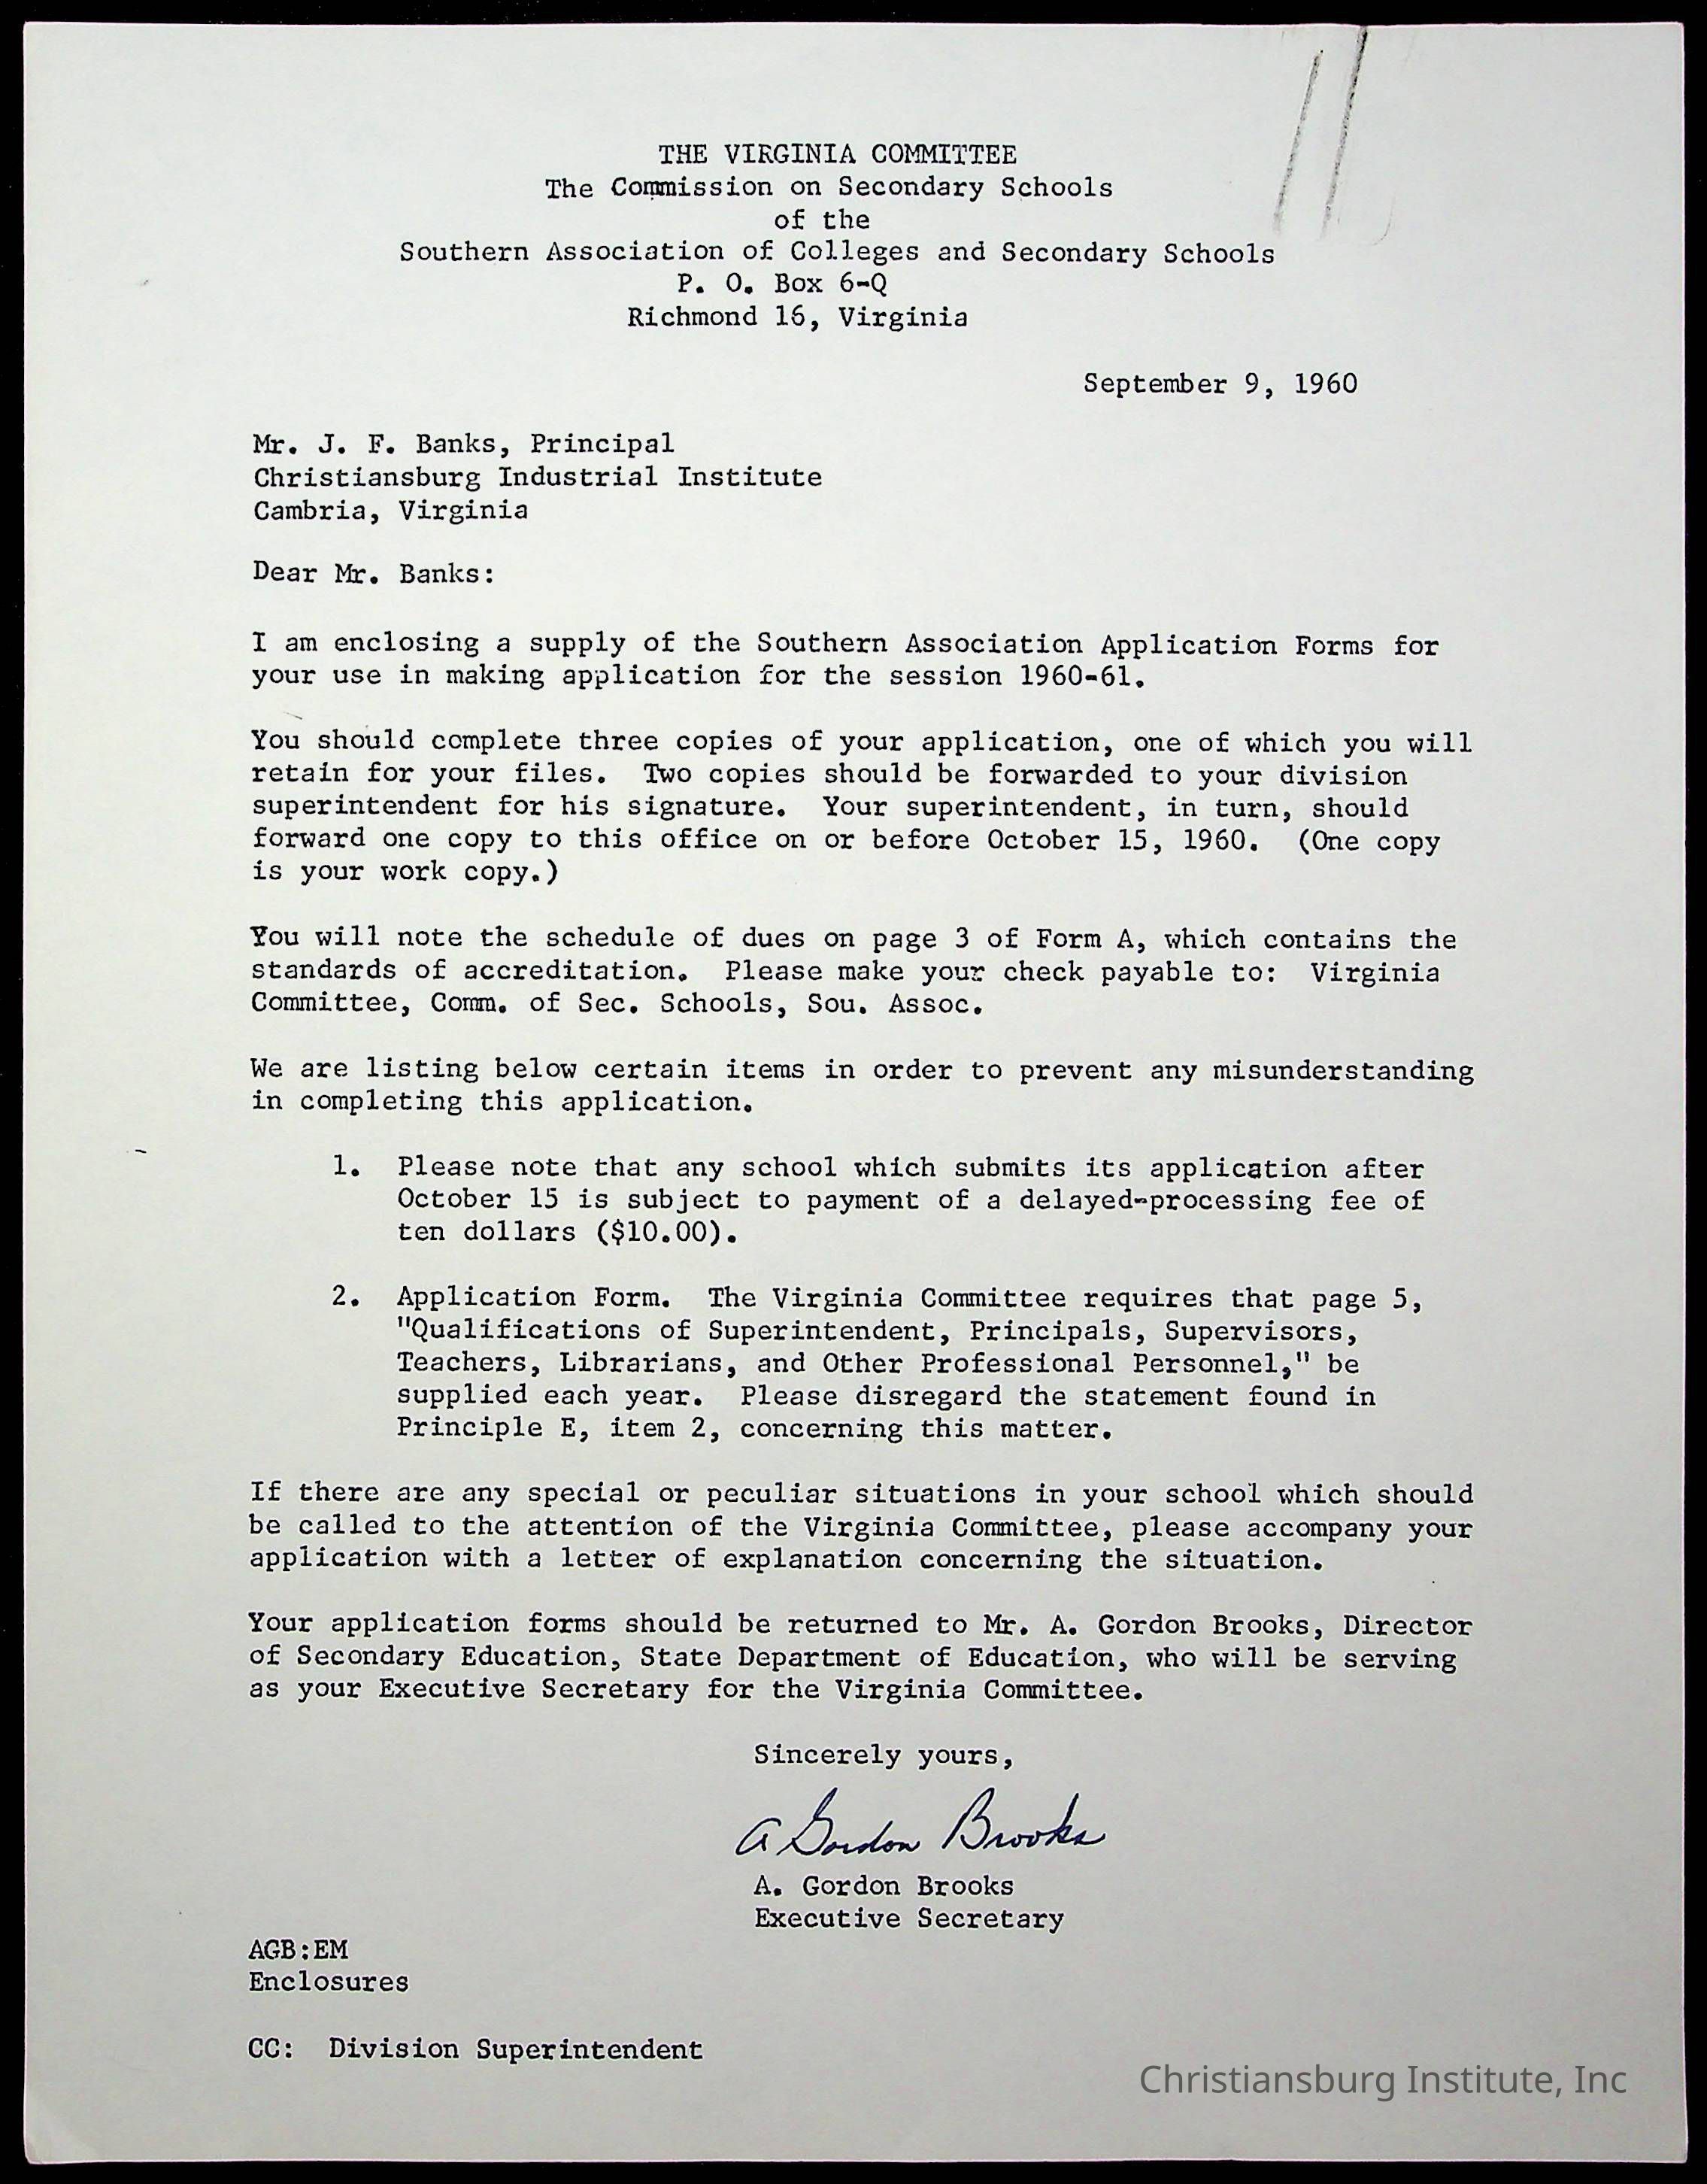 THE VIRGINIA COMMITTEE
The Commission on Secondary Schools
of the
Southern Association of Colleges and Secondary Schools
P. O. Box 6-Q
Richmond 16, Virginia
September 9, 1960
Mr. J. F. Banks, Principal
Christiansburg Industrial Institute
Cambria, Virginia
Dear Mr. Banks:
I am enclosing a supply of the Southern Association Application Forms for
your use in making application for the session 1960-61.
You should complete three copies of your application, one of which you will
retain for your files.  Two copies should be forwarded to your division
superintendent for his signature.  Your superintendent, in turn, should
forward one copy to this office on or before October 15, 1960.  (One copy
is your work copy.)
You will note the schedule of dues on page 3 of Form A, which contains the
standards of accreditation.  Please make your check payable to:  Virginia
Committee, Comm. of Sec. Schools, Sou. Assoc.
We are listing below certain items in order to prevent any misunderstanding
in completing this application.
1.  Please note that any school which submits its application after
October 15 is subject to payment of a delayed-processing fee of
ten dollars ($10.00).
2.  Application Form.  The Virginia Committee requires that page 5,
"Qualifications of Superintendent, Principals, Supervisors,
Teachers, Librarians, and Other Professional Personnel," be
supplied each year.  Please disregard the statement found in
Principle E, item 2, concerning this matter.
If there are any special or peculiar situations in your school which should
be called to the attention of the Virginia Committee, please accompany your
application with a letter of explanation concerning the situation.
Your application forms should be returned to Mr. A. Gordon Brooks, Director
of Secondary Education, State Department of Education, who will be serving
as your Executive Secretary for the Virginia Committee.
Sincerely yours,
A Gordon Brooks
A. Gordon Brooks
Executive Secretary
AGB:EM
Enclosures
CC:  Division Superintendent
Christiansburg Institute, Inc